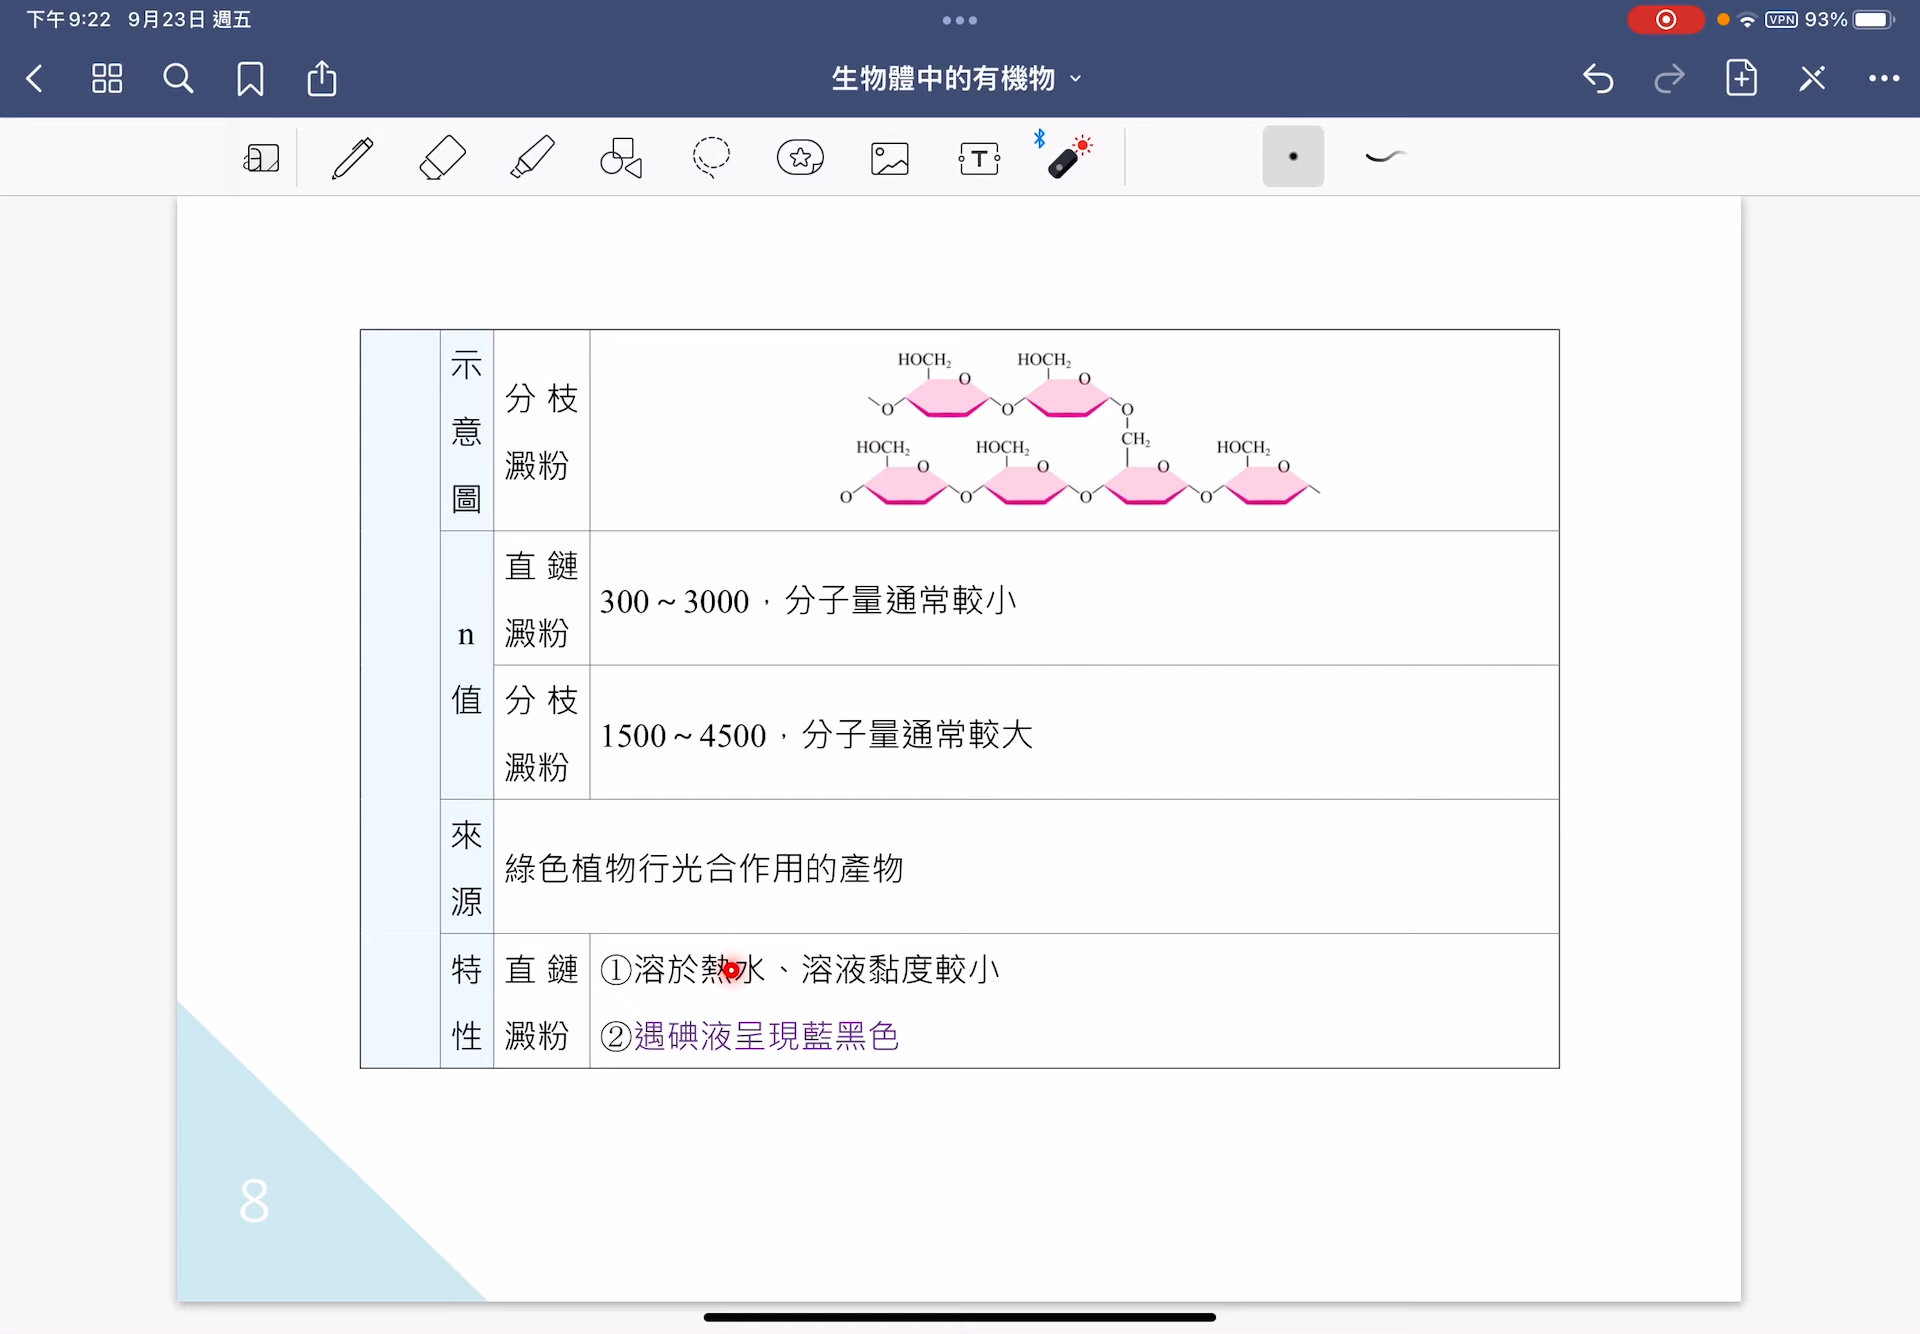 下午9:22 9月23日 週五
VPN 93%
生物體中的有機物
示意圖
分枝澱粉
HOCH₂ HOCH₂
O O
O O O
CH₂
HOCH₂ HOCH₂ HOCH₂
O O O O
O O O O
n值
直鏈澱粉
300~3000，分子量通常較小
分枝澱粉
1500~4500，分子量通常較大
來源
綠色植物行光合作用的產物
特性
直鏈澱粉
①溶於熱水、溶液黏度較小
②遇碘液呈現藍黑色
8